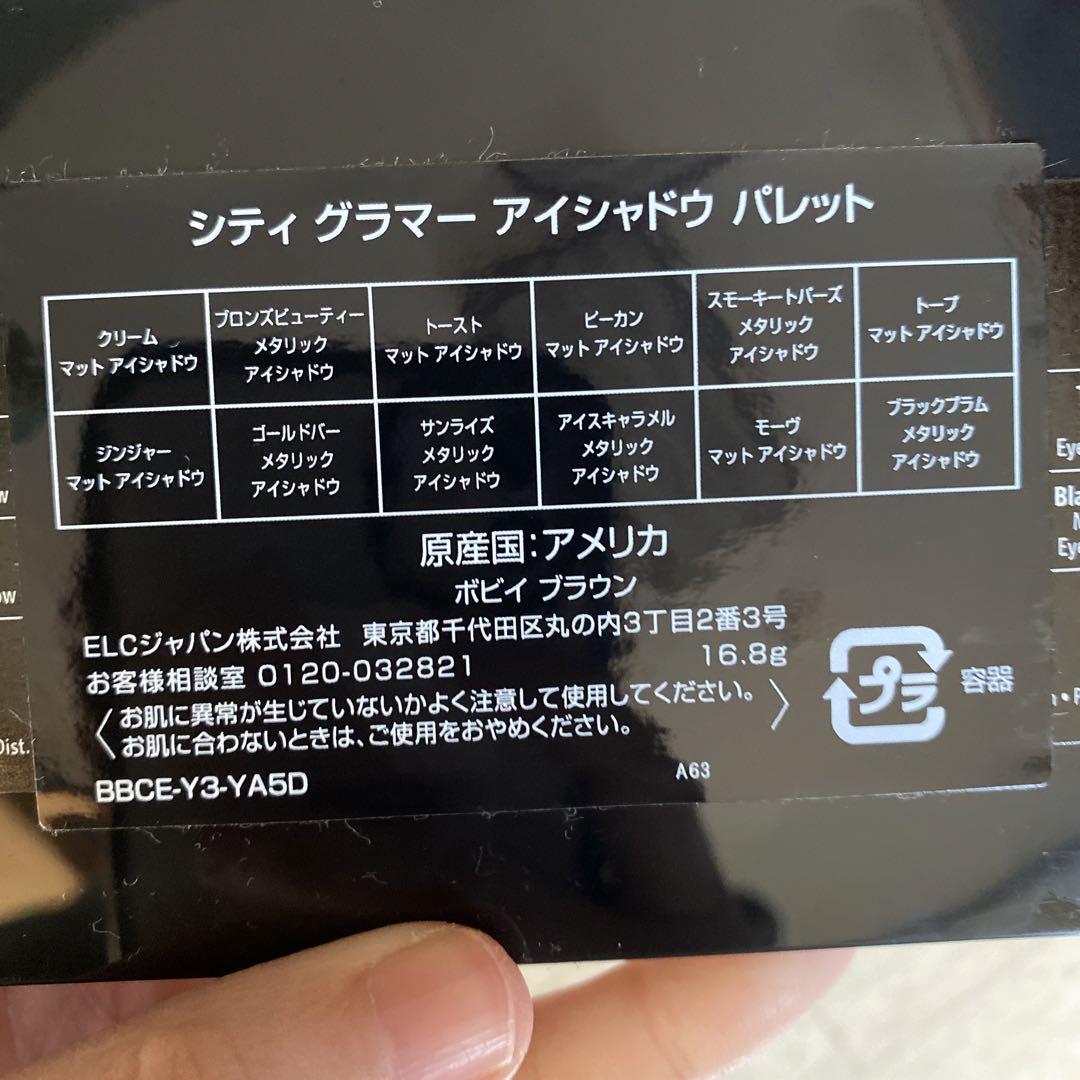 シティ グラマー アイシャドウ パレット
クリーム
マット アイシャドウ
ブロンズビューティー
メタリック
アイシャドウ
トースト
マット アイシャドウ
ピーカン
マット アイシャドウ
スモーキートパーズ
メタリック
アイシャドウ
トープ
マット アイシャドウ
ジンジャー
マット アイシャドウ
ゴールドバー
メタリック
アイシャドウ
サンライズ
メタリック
アイシャドウ
アイスキャラメル
メタリック
アイシャドウ
モーヴ
マット アイシャドウ
ブラックプラム
メタリック
アイシャドウ
原産国:アメリカ
ボビイ ブラウン
ELCジャパン株式会社 東京都千代田区丸の内3丁目2番3号
お客様相談室 0120-032821 16.8g
お肌に異常が生じていないかよく注意して使用してください。
お肌に合わないときは、ご使用をおやめください。
プラ 容器
BBCE-Y3-YA5D A63
Dist.